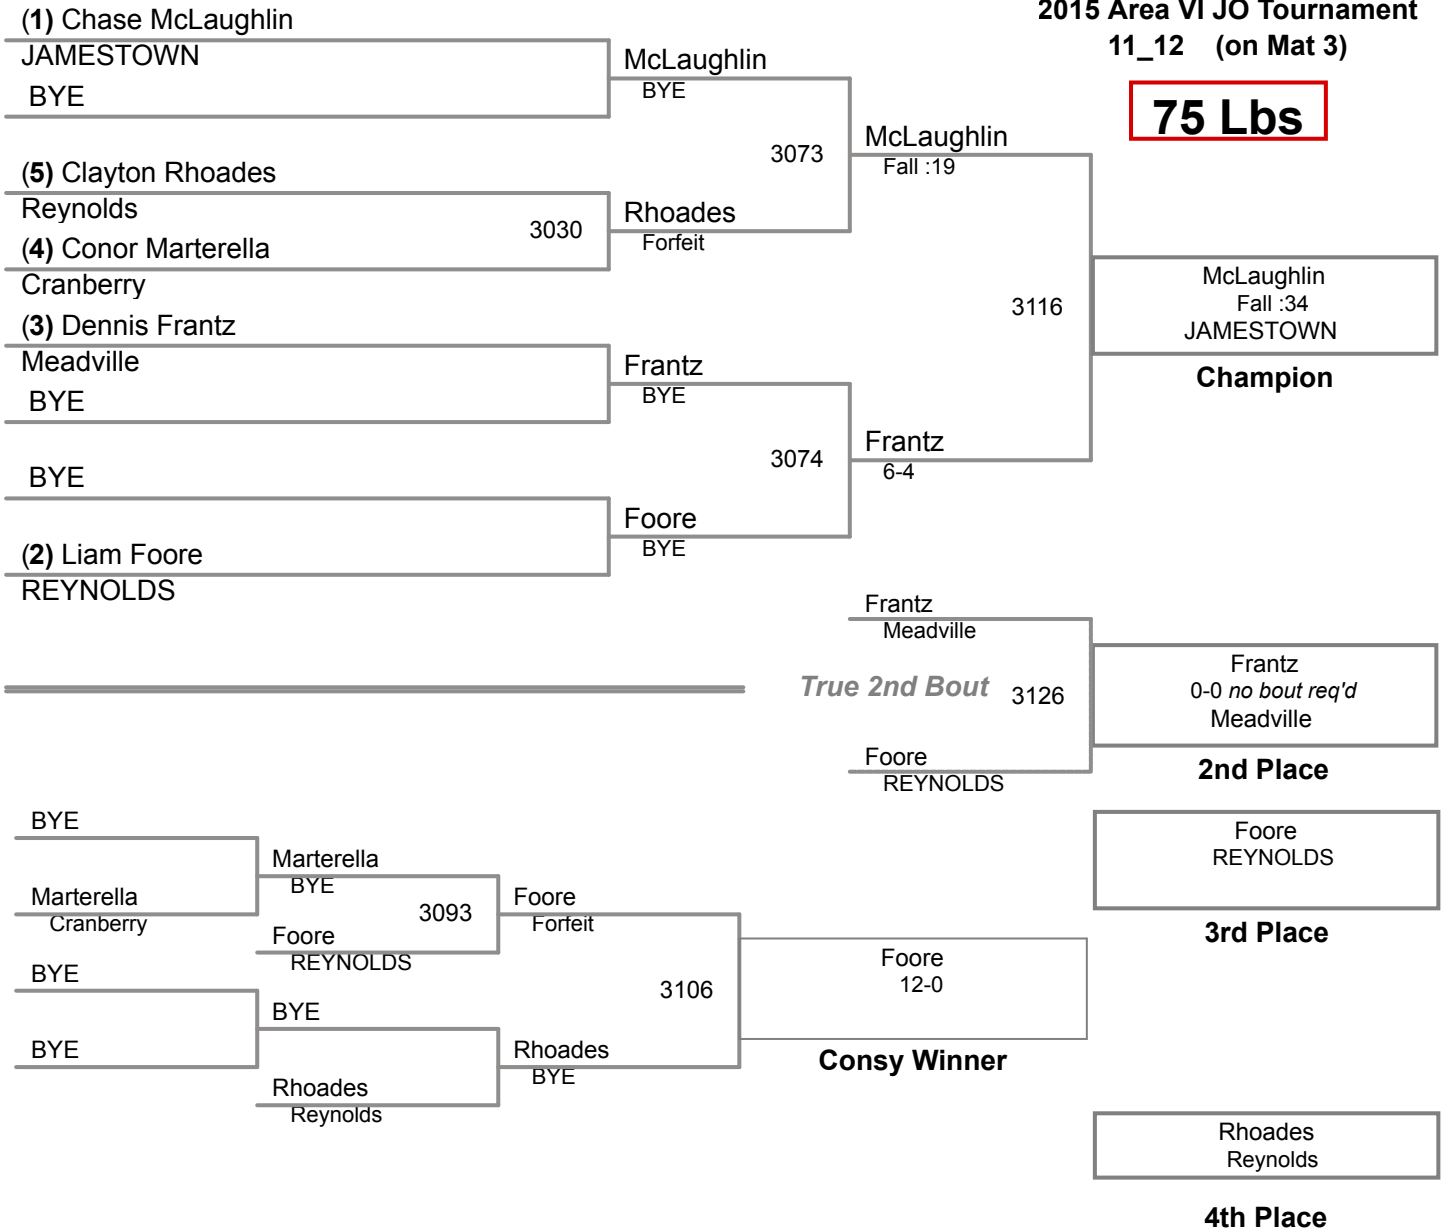 2015 Area VI JO Tournament
11_12 (on Mat 3)
75 Lbs
(1) Chase McLaughlin
JAMESTOWN
BYE
McLaughlin
BYE
(5) Clayton Rhoades
Reynolds
(4) Conor Marterella
Cranberry
3030
Rhoades
Forfeit
3073
McLaughlin
Fall :19
(3) Dennis Frantz
Meadville
BYE
Frantz
BYE
BYE
(2) Liam Foore
REYNOLDS
Foore
BYE
3074
Frantz
6-4
3116
McLaughlin
Fall :34
JAMESTOWN
Champion
Frantz
Meadville
True 2nd Bout
3126
Foore
REYNOLDS
Frantz
0-0 no bout req'd
Meadville
2nd Place
BYE
Marterella
Cranberry
Marterella
BYE
3093
Foore
REYNOLDS
Foore
Forfeit
BYE
BYE
BYE
Rhoades
Reynolds
Rhoades
BYE
3106
Foore
12-0
Consy Winner
Foore
REYNOLDS
3rd Place
Rhoades
Reynolds
4th Place